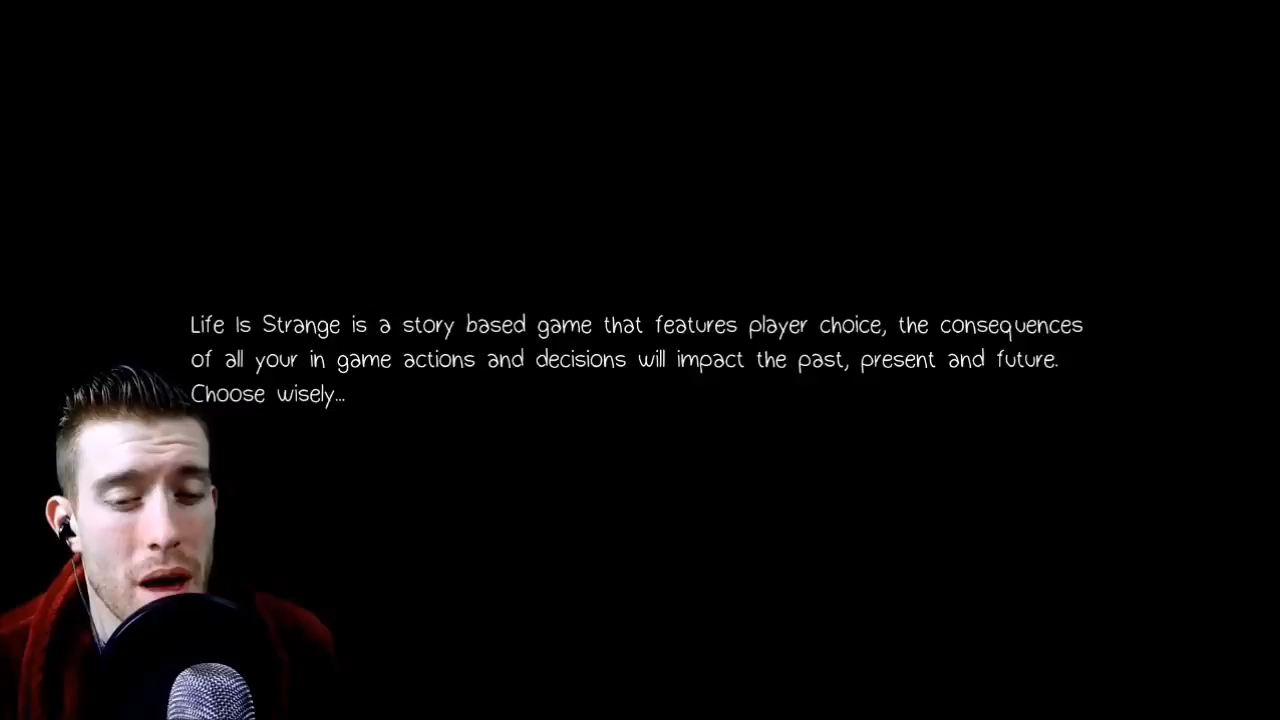 Life Is Strange is a story based game that features player choice, the consequences
of all your in game actions and decisions will impact the past, present and future.
Choose wisely...